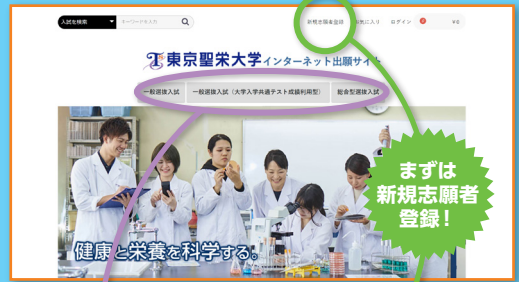 入試を検索 キーワードを入力 新規志願者登録 お気に入り ログイン 0 ¥0
東京聖栄大学インターネット出願サイト
一般選抜入試 一般選抜入試（大学入学共通テスト成績利用型） 総合型選抜入試
まずは
新規志願者
登録！
健康と栄養を科学する。